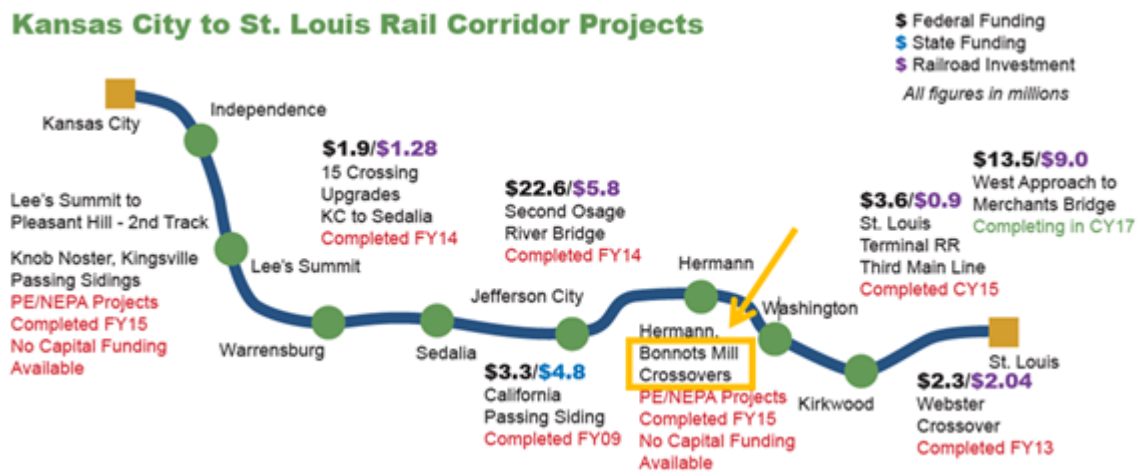 Kansas City to St. Louis Rail Corridor Projects
$ Federal Funding
$ State Funding
$ Railroad Investment
All figures in millions
Kansas City
Independence
Lee's Summit to
Pleasant Hill - 2nd Track
Knob Noster, Kingsville
Passing Sidings
PE/NEPA Projects
Completed FY15
No Capital Funding
Available
Lee's Summit
$1.9/$1.28
15 Crossing
Upgrades
KC to Sedalia
Completed FY14
Warrensburg
Sedalia
$22.6/$5.8
Second Osage
River Bridge
Completed FY14
Jefferson City
$3.3/$4.8
California
Passing Siding
Completed FY09
Hermann
Hermann,
Bonnots Mill
Crossovers
PE/NEPA Projects
Completed FY15
No Capital Funding
Available
Washington
Kirkwood
$3.6/$0.9
St. Louis
Terminal RR
Third Main Line
Completed CY15
$13.5/$9.0
West Approach to
Merchants Bridge
Completing in CY17
St. Louis
$2.3/$2.04
Webster
Crossover
Completed FY13